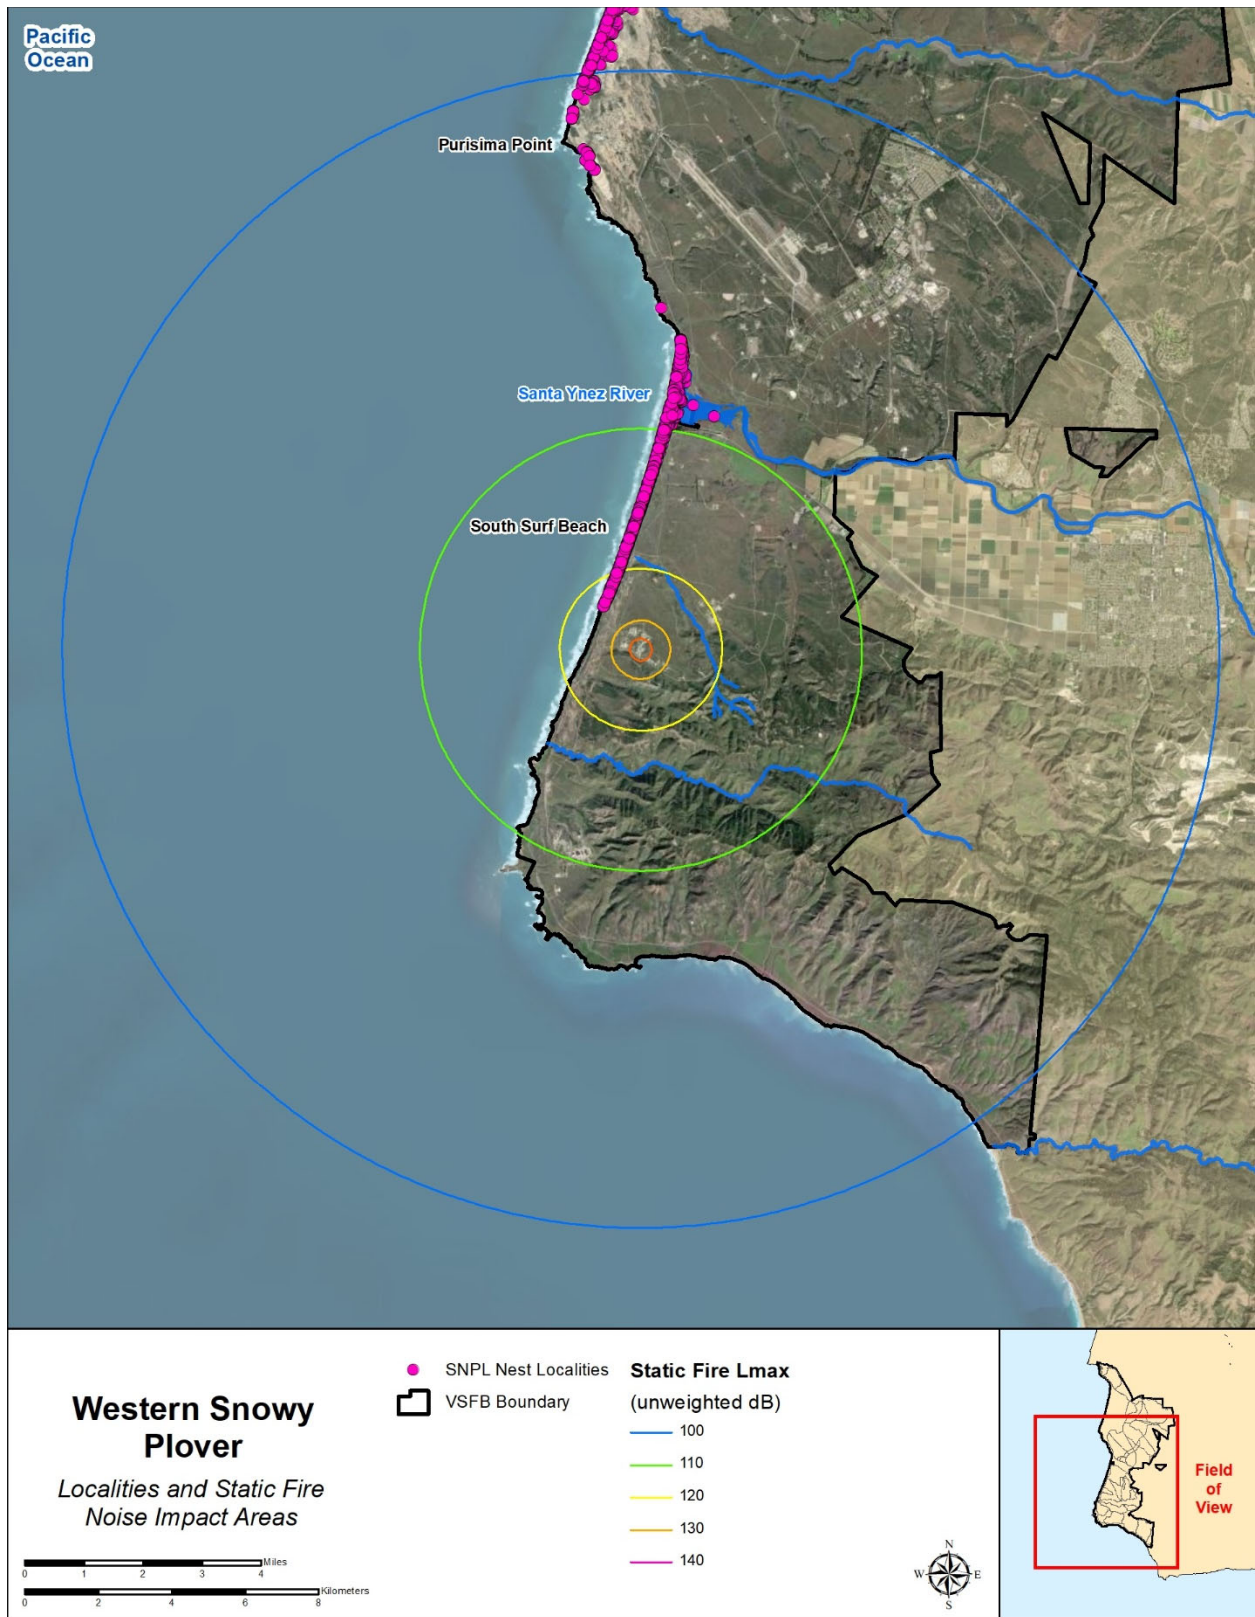 Pacific
Ocean
Purisima Point
Santa Ynez River
South Surf Beach
Western Snowy
Plover
Localities and Static Fire
Noise Impact Areas
0 1 2 3 4 Miles
0 2 4 6 8 Kilometers
SNPL Nest Localities
VSFB Boundary
Static Fire Lmax
(unweighted dB)
100
110
120
130
140
N
W E
S
Field
of
View